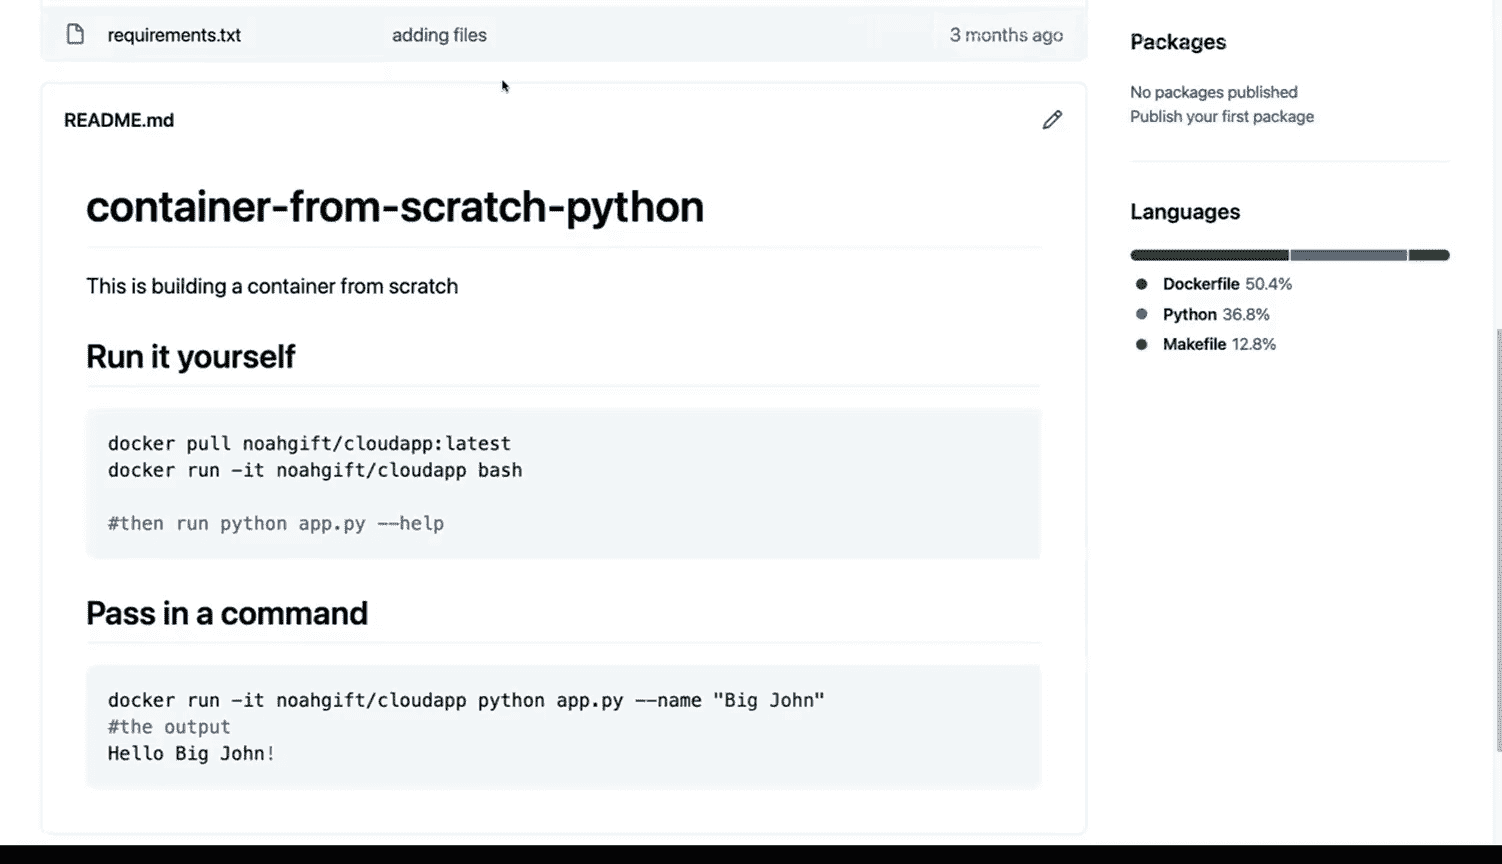 requirements.txt adding files 3 months ago
README.md
container-from-scratch-python
This is building a container from scratch
Run it yourself
docker pull noahgift/cloudapp:latest
docker run -it noahgift/cloudapp bash
#then run python app.py --help
Pass in a command
docker run -it noahgift/cloudapp python app.py --name "Big John"
#the output
Hello Big John!
Packages
No packages published
Publish your first package
Languages
Dockerfile 50.4%
Python 36.8%
Makefile 12.8%